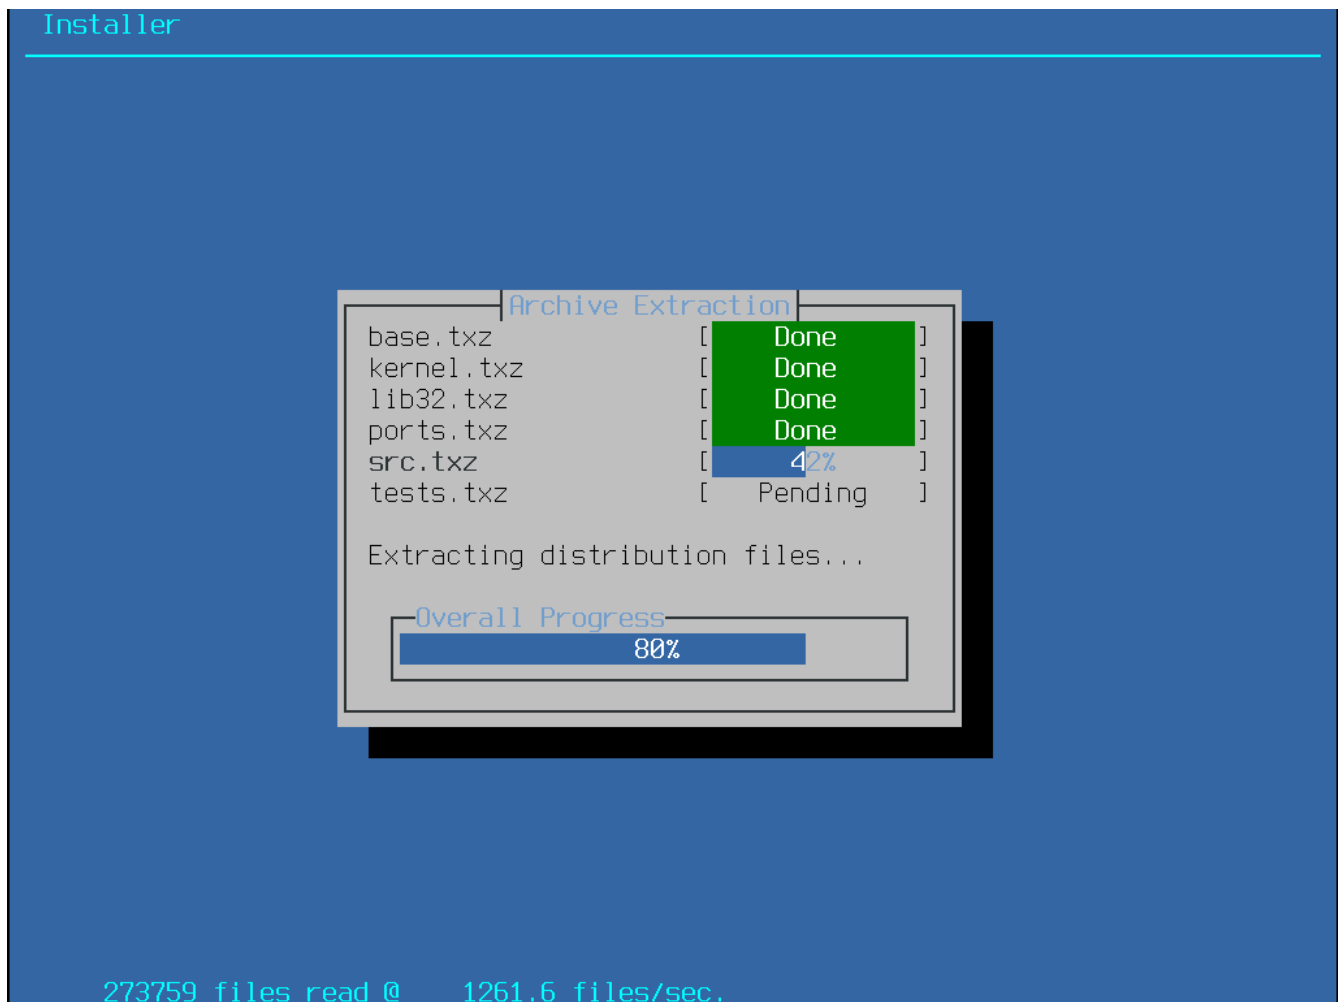 Installer
Archive Extraction
base.txz [ Done ]
kernel.txz [ Done ]
lib32.txz [ Done ]
ports.txz [ Done ]
src.txz [ 42% ]
tests.txz [ Pending ]
Extracting distribution files...
Overall Progress
80%
273759 files read @ 1261.6 files/sec.